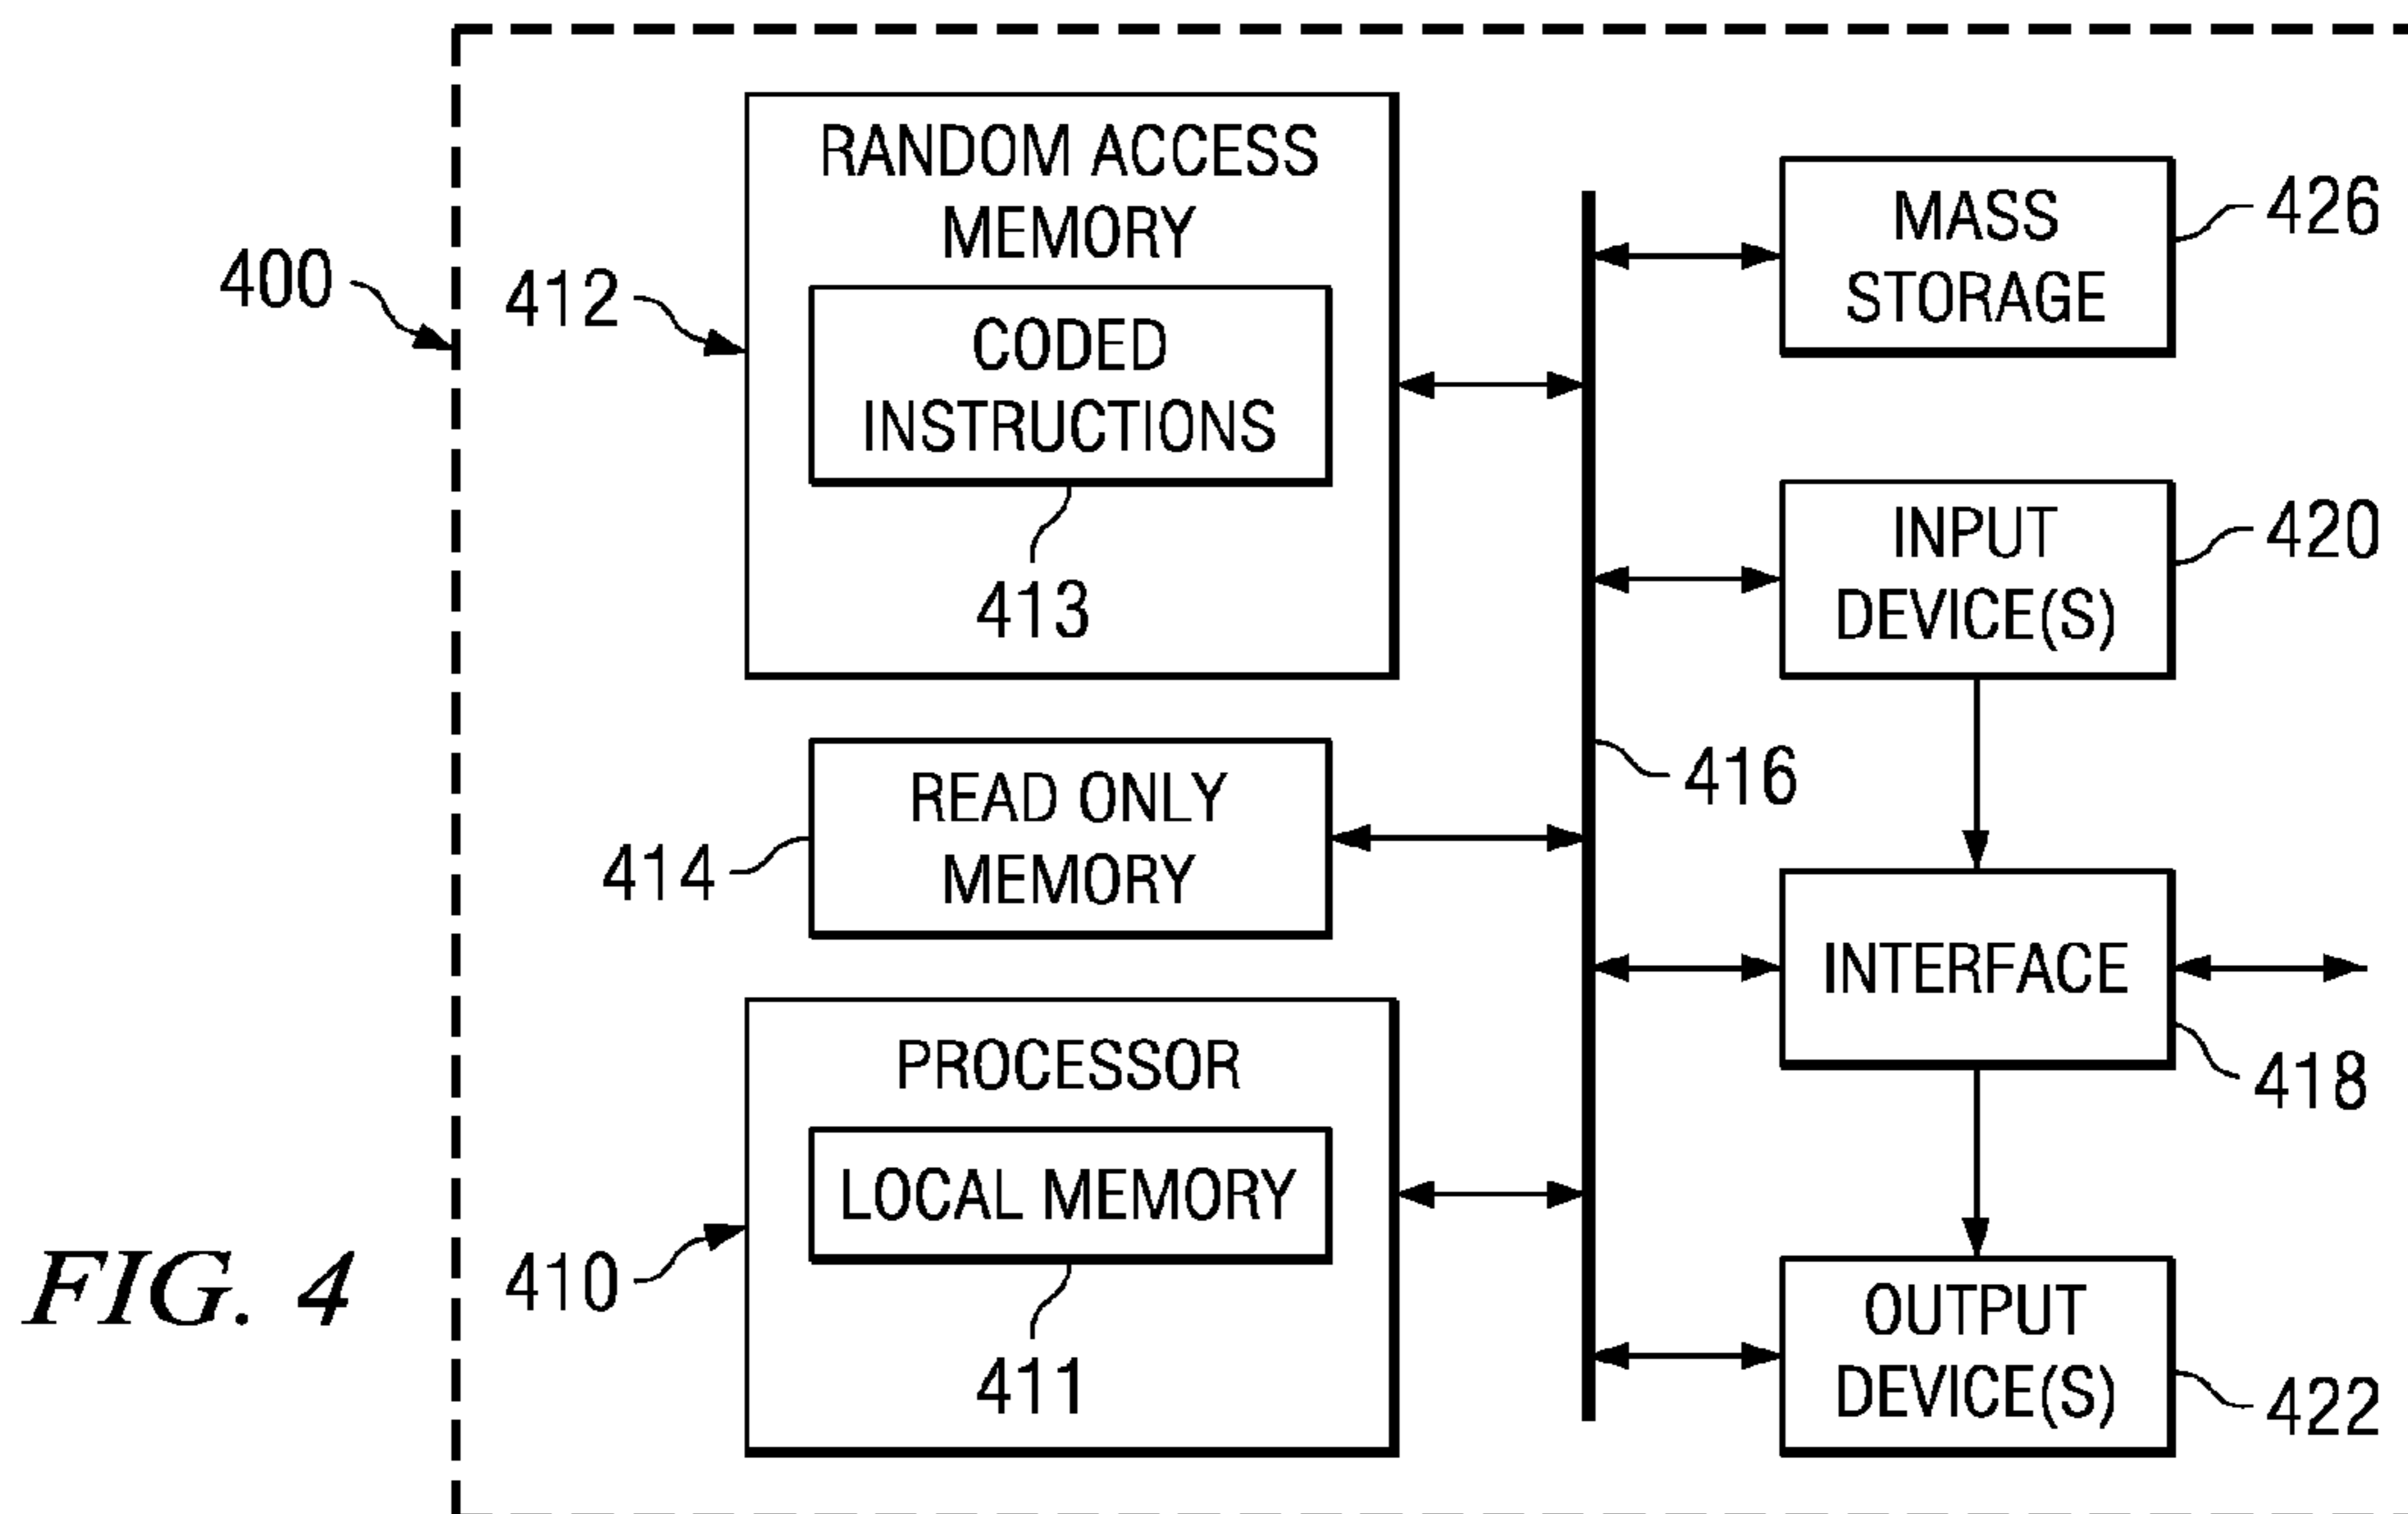 400
412
RANDOM ACCESS
MEMORY
CODED
INSTRUCTIONS
413
MASS
STORAGE
426
INPUT
DEVICE(S)
420
READ ONLY
MEMORY
414
416
INTERFACE
418
PROCESSOR
LOCAL MEMORY
410
411
OUTPUT
DEVICE(S)
422
FIG. 4